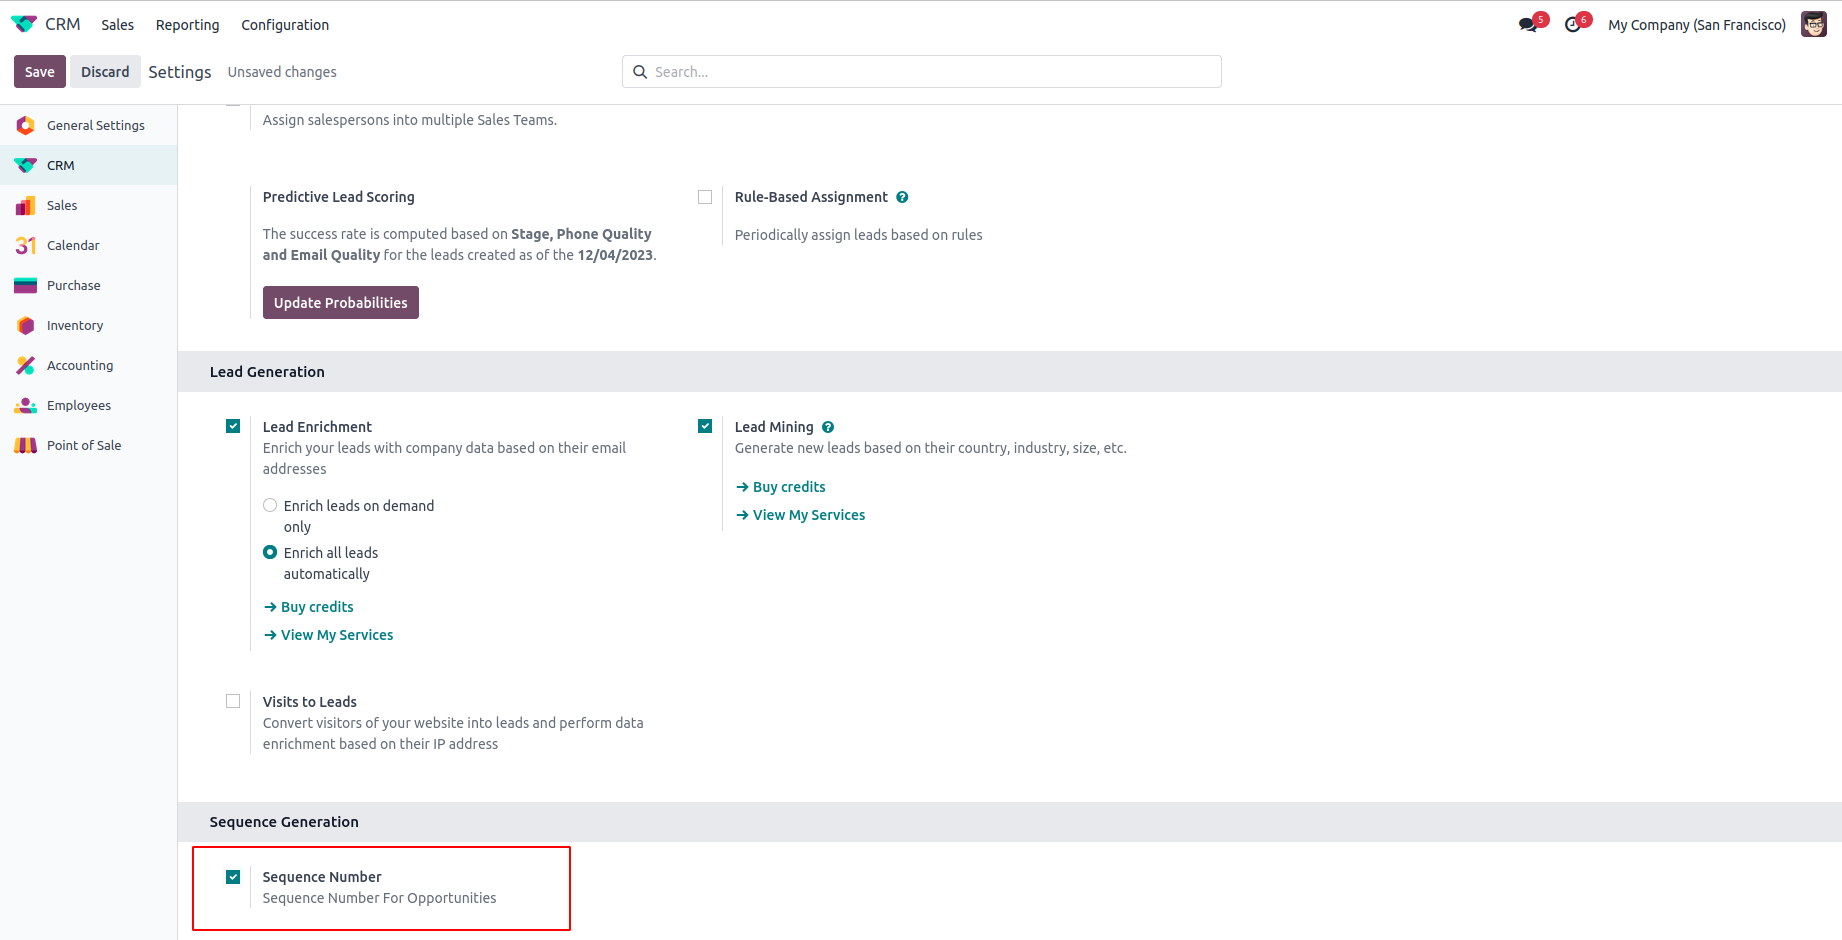 CRM Sales Reporting Configuration 5 6 My Company (San Francisco)
Save Discard Settings Unsaved changes Search...
General Settings
CRM
Sales
31 Calendar
Purchase
Inventory
Accounting
Employees
Point of Sale
Assign salespersons into multiple Sales Teams.
Predictive Lead Scoring
The success rate is computed based on Stage, Phone Quality
and Email Quality for the leads created as of the 12/04/2023.
Update Probabilities
Rule-Based Assignment ?
Periodically assign leads based on rules
Lead Generation
Lead Enrichment
Enrich your leads with company data based on their email
addresses
Enrich leads on demand
only
Enrich all leads
automatically
→ Buy credits
→ View My Services
Lead Mining ?
Generate new leads based on their country, industry, size, etc.
→ Buy credits
→ View My Services
Visits to Leads
Convert visitors of your website into leads and perform data
enrichment based on their IP address
Sequence Generation
Sequence Number
Sequence Number For Opportunities